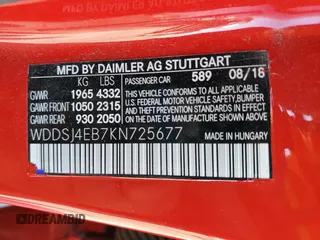 MFD BY DAIMLER AG STUTTGART
KG LBS PASSENGER CAR 589 08/18
GVWR 1965 4332
GVWR FRONT 1050 2315
GAWR REAR 930 2050
THIS VEHICLE CONFORMS TO ALL APPLICABLE
U.S. FEDERAL MOTOR VEHICLE SAFETY, BUMPER
AND THEFT PREVENTION STANDARDS IN EFFECT ON
THE DATE OF MANUFACTURE SHOWN ABOVE.
WDDSJ4EB7KN725677
MADE IN HUNGARY
DREAMBID